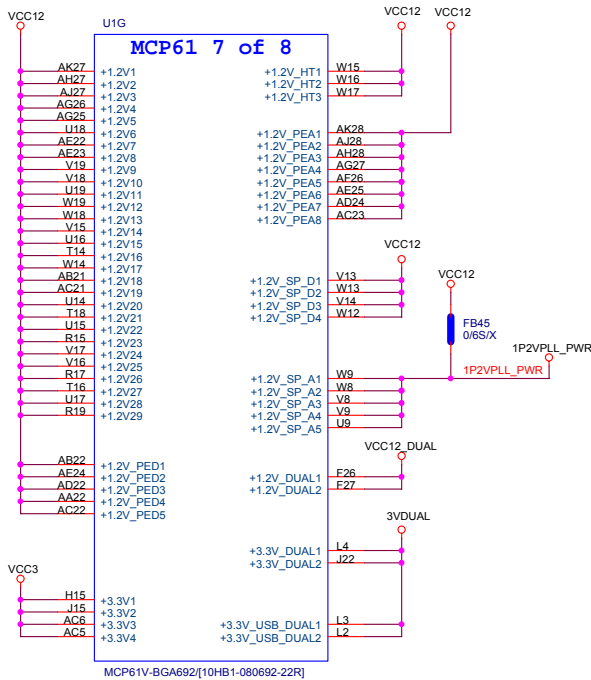 VCC12
U1G
VCC12
VCC12
MCP61 7 of 8
AK27 +1.2V1
AH27 +1.2V2
AJ27 +1.2V3
AG26 +1.2V4
AG25 +1.2V5
U18 +1.2V6
AE22 +1.2V7
AE23 +1.2V8
V19 +1.2V9
V18 +1.2V10
U19 +1.2V11
W19 +1.2V12
W18 +1.2V13
V15 +1.2V14
U16 +1.2V15
T14 +1.2V16
W14 +1.2V17
AB21 +1.2V18
AC21 +1.2V19
U14 +1.2V20
T18 +1.2V21
U15 +1.2V22
R15 +1.2V23
V17 +1.2V24
V16 +1.2V25
R17 +1.2V26
T16 +1.2V27
U17 +1.2V28
R19 +1.2V29
AB22 +1.2V_PED1
AE24 +1.2V_PED2
AD22 +1.2V_PED3
AA22 +1.2V_PED4
AC22 +1.2V_PED5
VCC3
H15 +3.3V1
J15 +3.3V2
AC6 +3.3V3
AC5 +3.3V4
+1.2V_HT1 W15
+1.2V_HT2 W16
+1.2V_HT3 W17
+1.2V_PEA1 AK28
+1.2V_PEA2 AJ28
+1.2V_PEA3 AH28
+1.2V_PEA4 AG27
+1.2V_PEA5 AF26
+1.2V_PEA6 AE25
+1.2V_PEA7 AD24
+1.2V_PEA8 AC23
VCC12
+1.2V_SP_D1 V13
+1.2V_SP_D2 W13
+1.2V_SP_D3 V14
+1.2V_SP_D4 W12
VCC12
FB45
0/6S/X
1P2VPLL_PWR
1P2VPLL_PWR
+1.2V_SP_A1 W9
+1.2V_SP_A2 W8
+1.2V_SP_A3 V8
+1.2V_SP_A4 V9
+1.2V_SP_A5 U9
VCC12_DUAL
+1.2V_DUAL1 F26
+1.2V_DUAL2 F27
3VDUAL
+3.3V_DUAL1 L4
+3.3V_DUAL2 J22
+3.3V_USB_DUAL1 L3
+3.3V_USB_DUAL2 L2
MCP61V-BGA692/[10HB1-080692-22R]